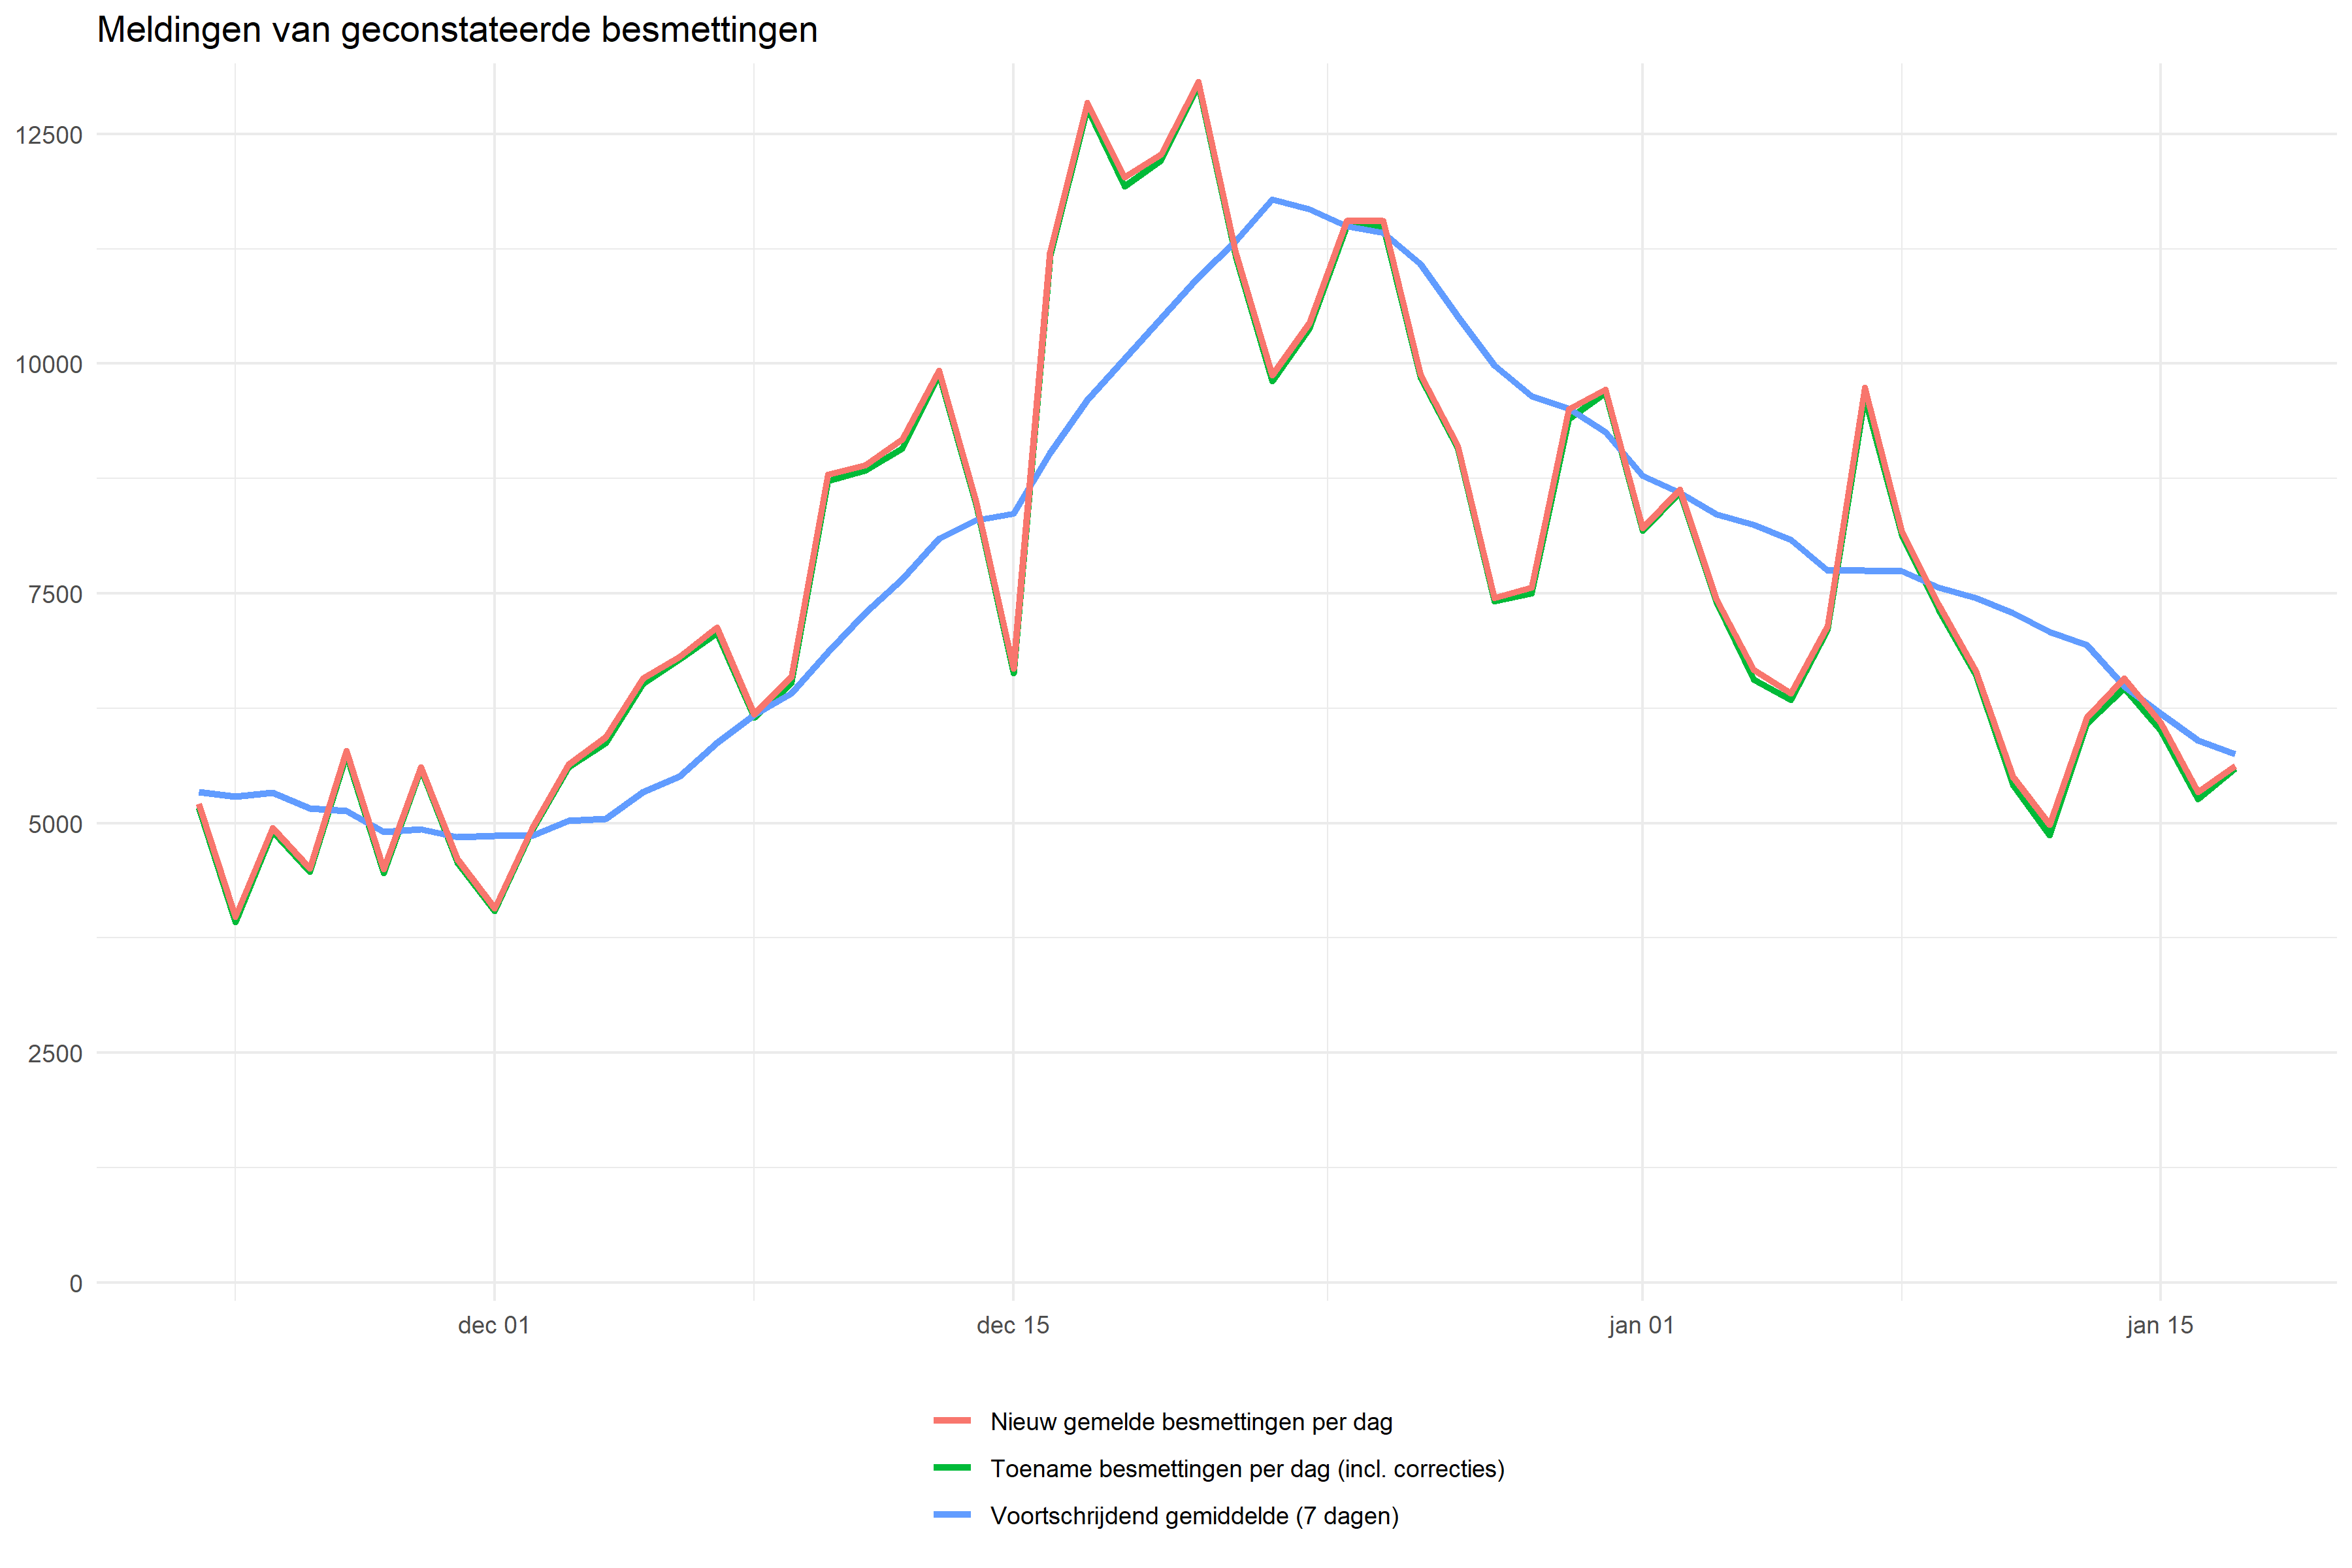 Meldingen van geconstateerde besmettingen
12500
10000
7500
5000
2500
0
dec 01 dec 15 jan 01 jan 15
Nieuw gemelde besmettingen per dag
Toename besmettingen per dag (incl. correcties)
Voortschrijdend gemiddelde (7 dagen)